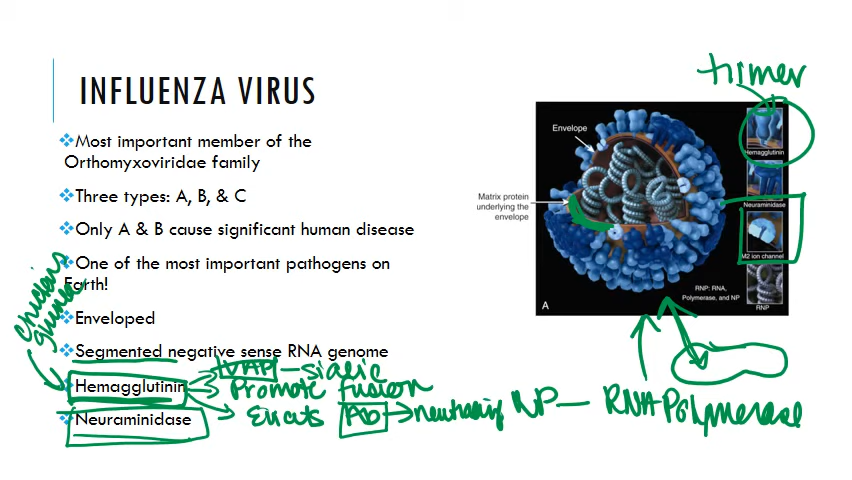 INFLUENZA VIRUS
Most important member of the
Orthomyxoviridae family
Three types: A, B, & C
Only A & B cause significant human disease
One of the most important pathogens on
Earth!
Enveloped
Segmented negative sense RNA genome
Hemagglutinin
Neuraminidase
VAP - sialic
Promote fusion
Elicits Ab → neutralizing
NP — RNA Polymerase
trimer
Envelope
Matrix protein
underlying the
envelope
Hemagglutinin
Neuraminidase
M2 ion channel
RNP
RNP: RNA,
Polymerase, and NP
A